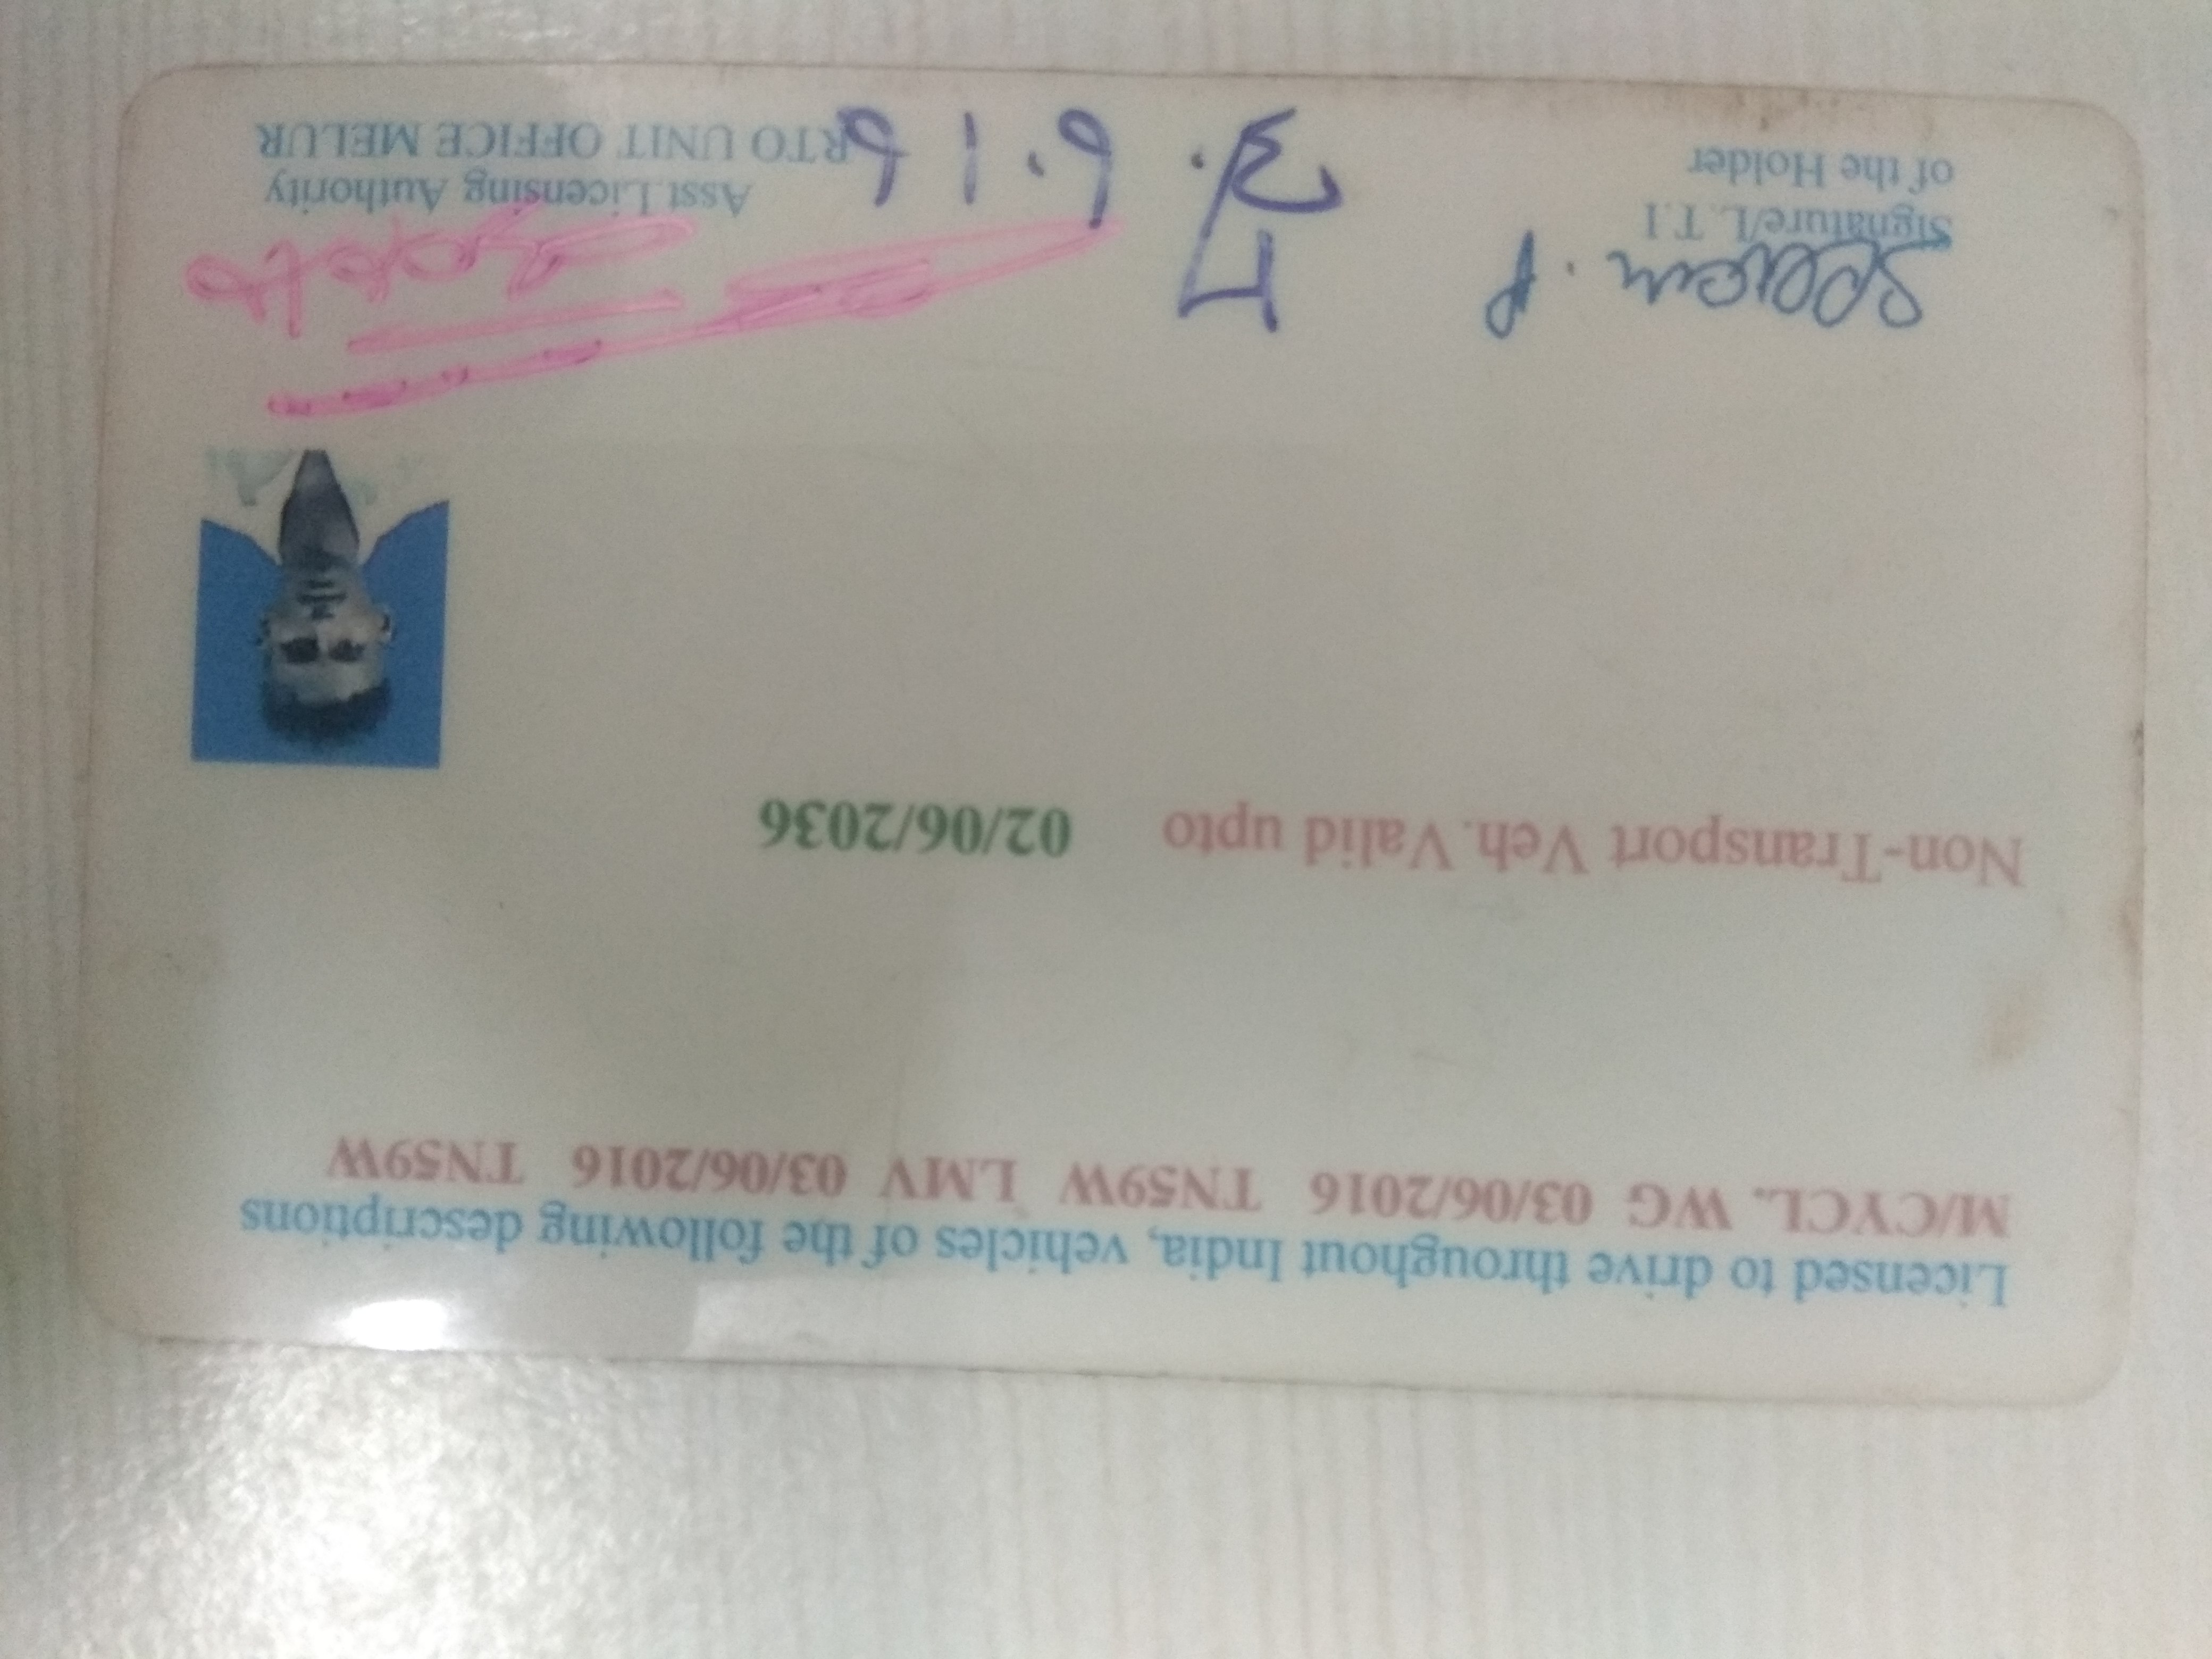 Licensed to drive throughout India, vehicles of the following descriptions
M/CYCL. WG 03/06/2016 TN59W LMV 03/06/2016 TN59W
Non-Transport Veh. Valid upto 02/06/2036
Signature/L.T.I
of the Holder
3.6.16
Asst.Licensing Authority
RTO UNIT OFFICE MELUR